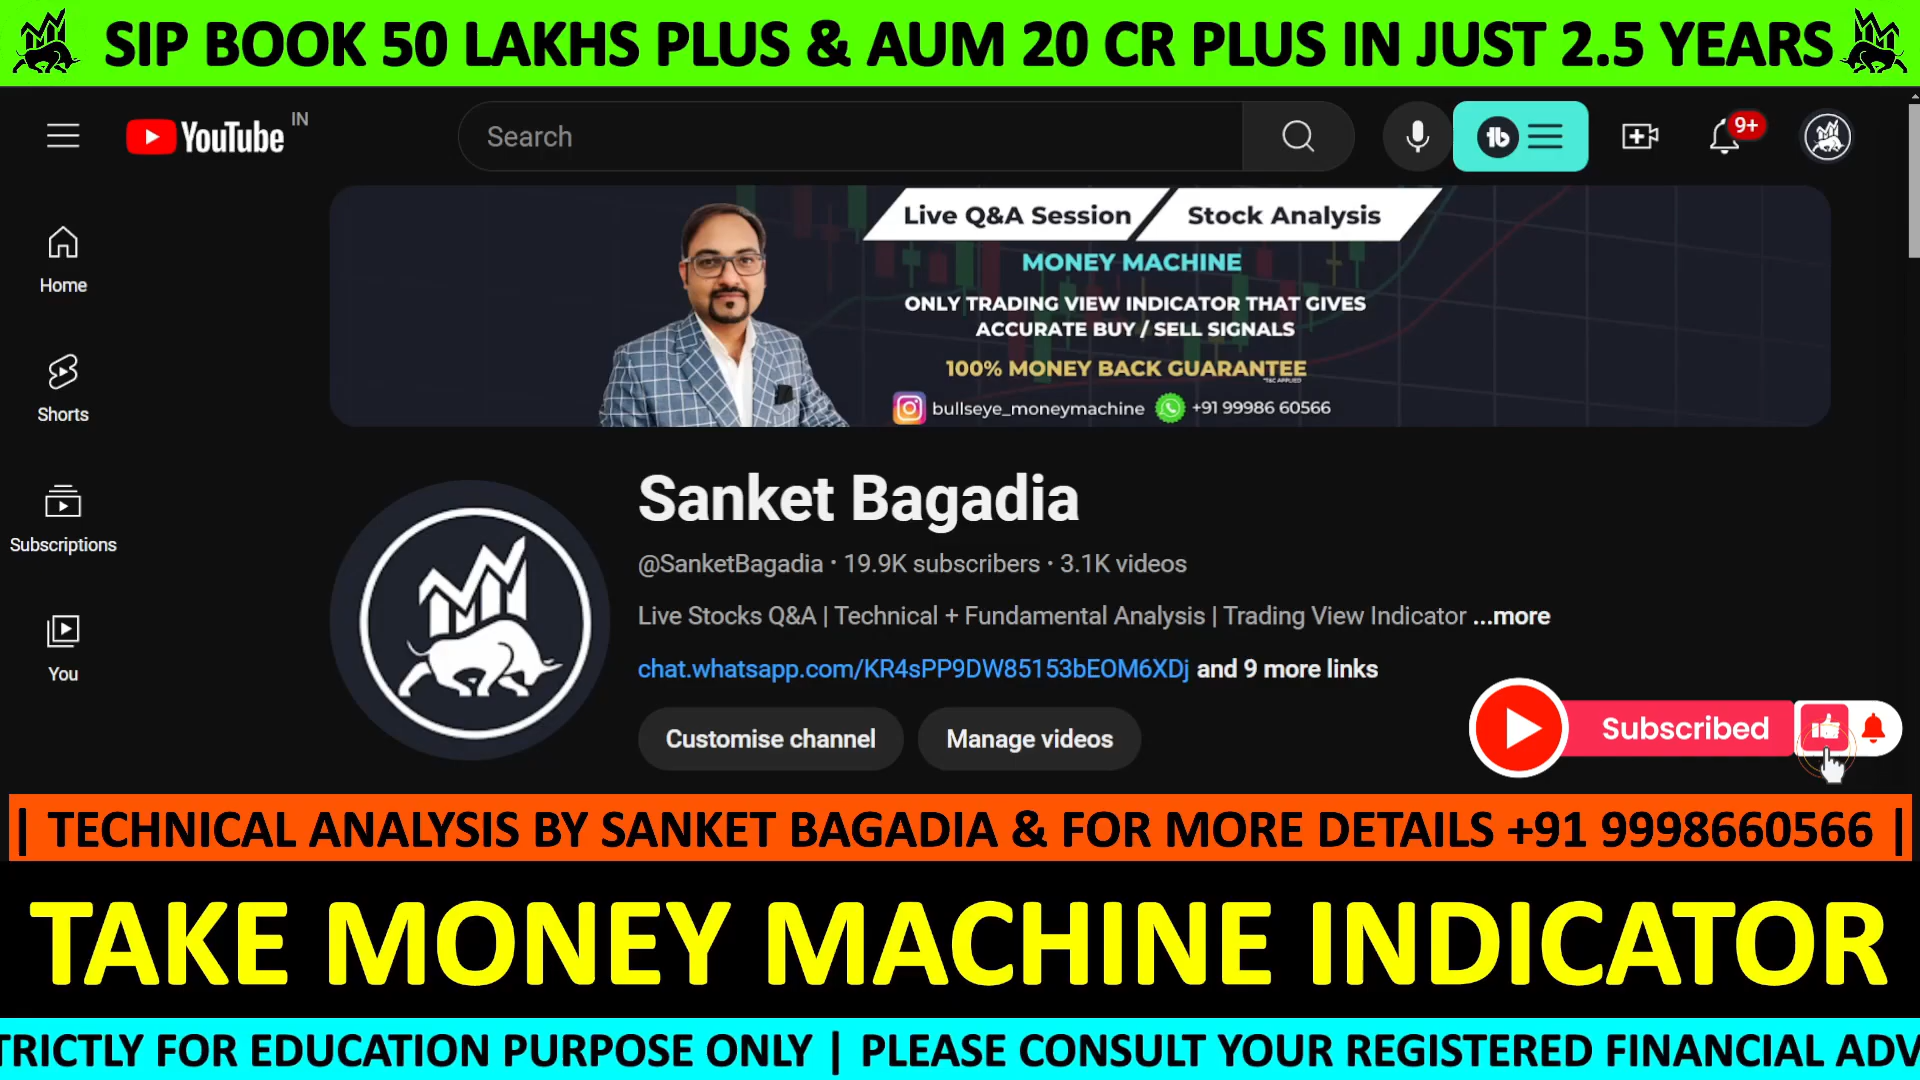 SIP BOOK 50 LAKHS PLUS & AUM 20 CR PLUS IN JUST 2.5 YEARS
YouTube IN
Search
9+
Home
Shorts
Subscriptions
You
Live Q&A Session
Stock Analysis
MONEY MACHINE
ONLY TRADING VIEW INDICATOR THAT GIVES
ACCURATE BUY / SELL SIGNALS
100% MONEY BACK GUARANTEE
*T&C APPLIED
bullseye_moneymachine
+91 99986 60566
Sanket Bagadia
@SanketBagadia · 19.9K subscribers · 3.1K videos
Live Stocks Q&A | Technical + Fundamental Analysis | Trading View Indicator ...more
chat.whatsapp.com/KR4sPP9DW85153bEOM6XDj and 9 more links
Customise channel
Manage videos
Subscribed
| TECHNICAL ANALYSIS BY SANKET BAGADIA & FOR MORE DETAILS +91 9998660566 |
TAKE MONEY MACHINE INDICATOR
TRICTLY FOR EDUCATION PURPOSE ONLY | PLEASE CONSULT YOUR REGISTERED FINANCIAL ADV